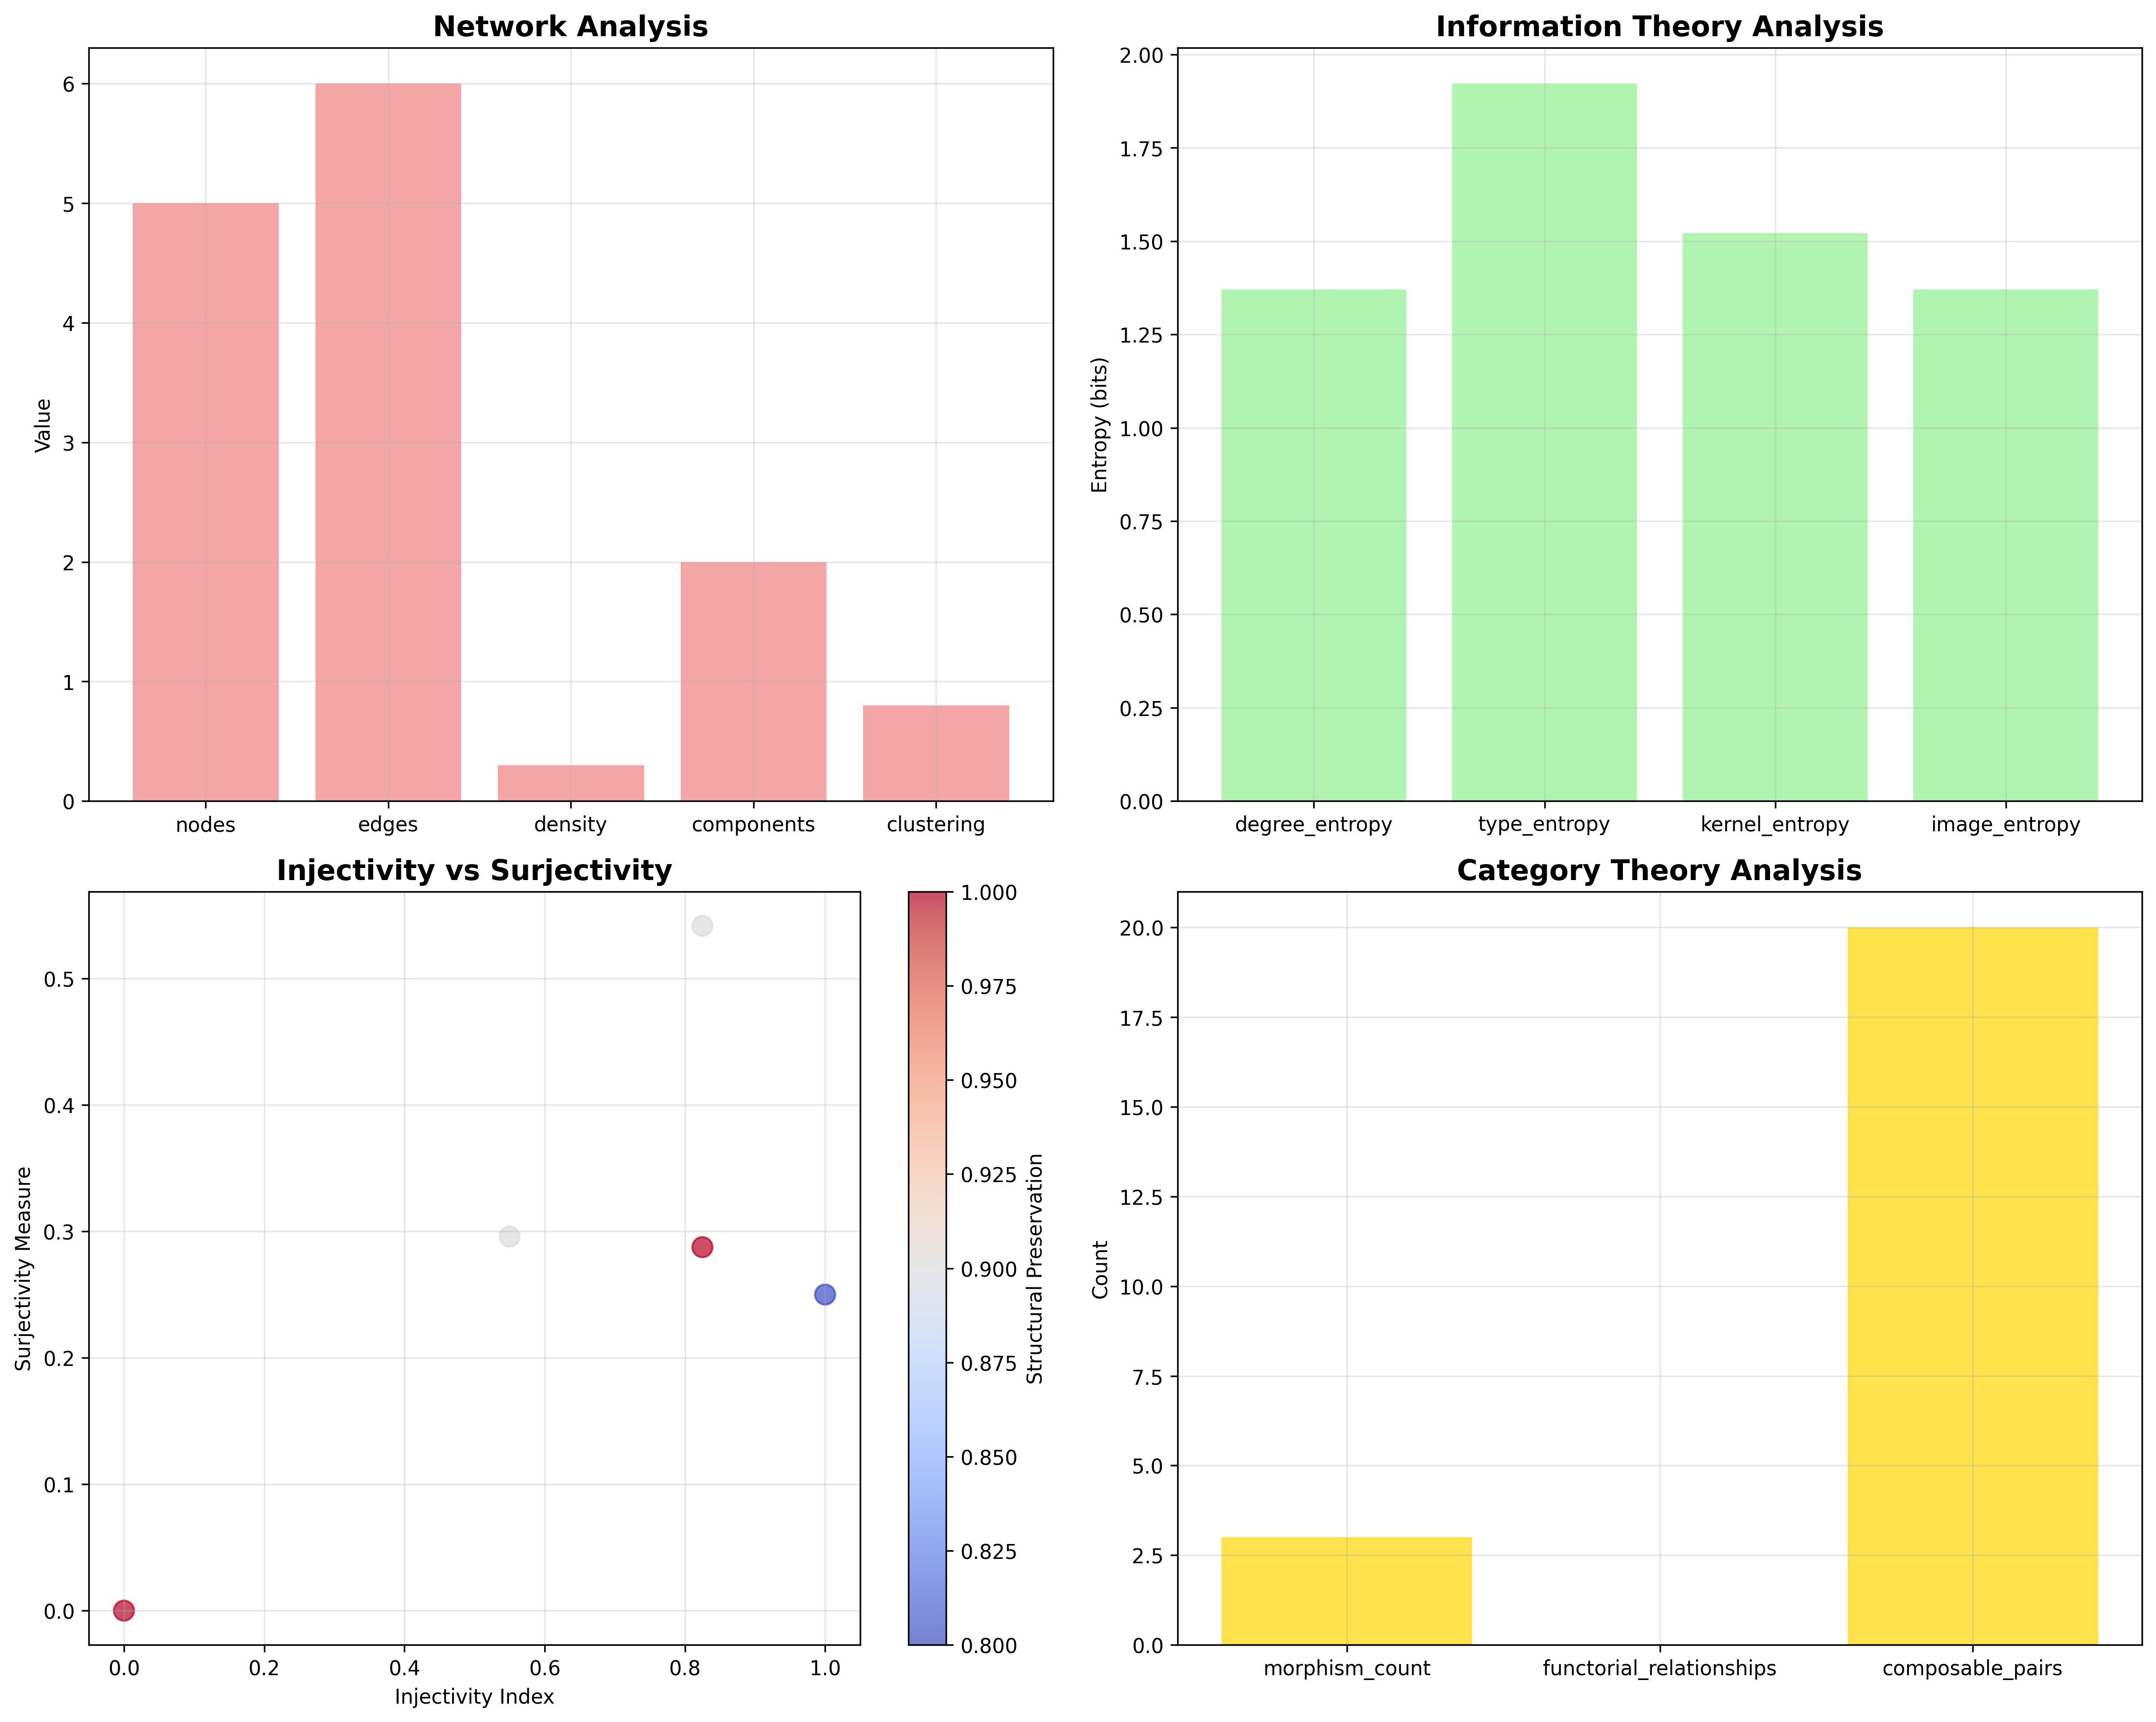 Network Analysis
6
5
4
3
2
1
0
Value
nodes edges density components clustering
Information Theory Analysis
2.00
1.75
1.50
1.25
1.00
0.75
0.50
0.25
0.00
Entropy (bits)
degree_entropy type_entropy kernel_entropy image_entropy
Injectivity vs Surjectivity
0.5
0.4
0.3
0.2
0.1
0.0
Surjectivity Measure
0.0 0.2 0.4 0.6 0.8 1.0
Injectivity Index
1.000
0.975
0.950
0.925
0.900
0.875
0.850
0.825
0.800
Structural Preservation
Category Theory Analysis
20.0
17.5
15.0
12.5
10.0
7.5
5.0
2.5
0.0
Count
morphism_count functorial_relationships composable_pairs